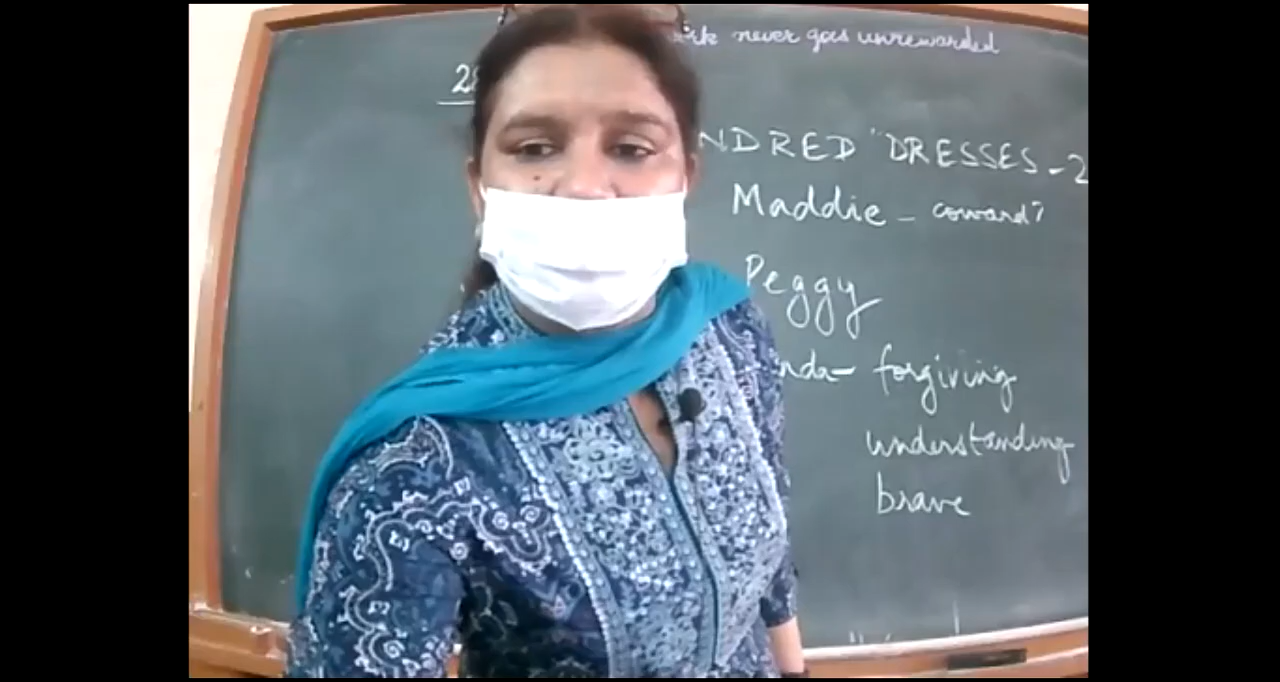 never goes unrewarded
NDRED "DRESSES - 2
Maddie - coward?
Peggy
nda - forgiving
understanding
brave